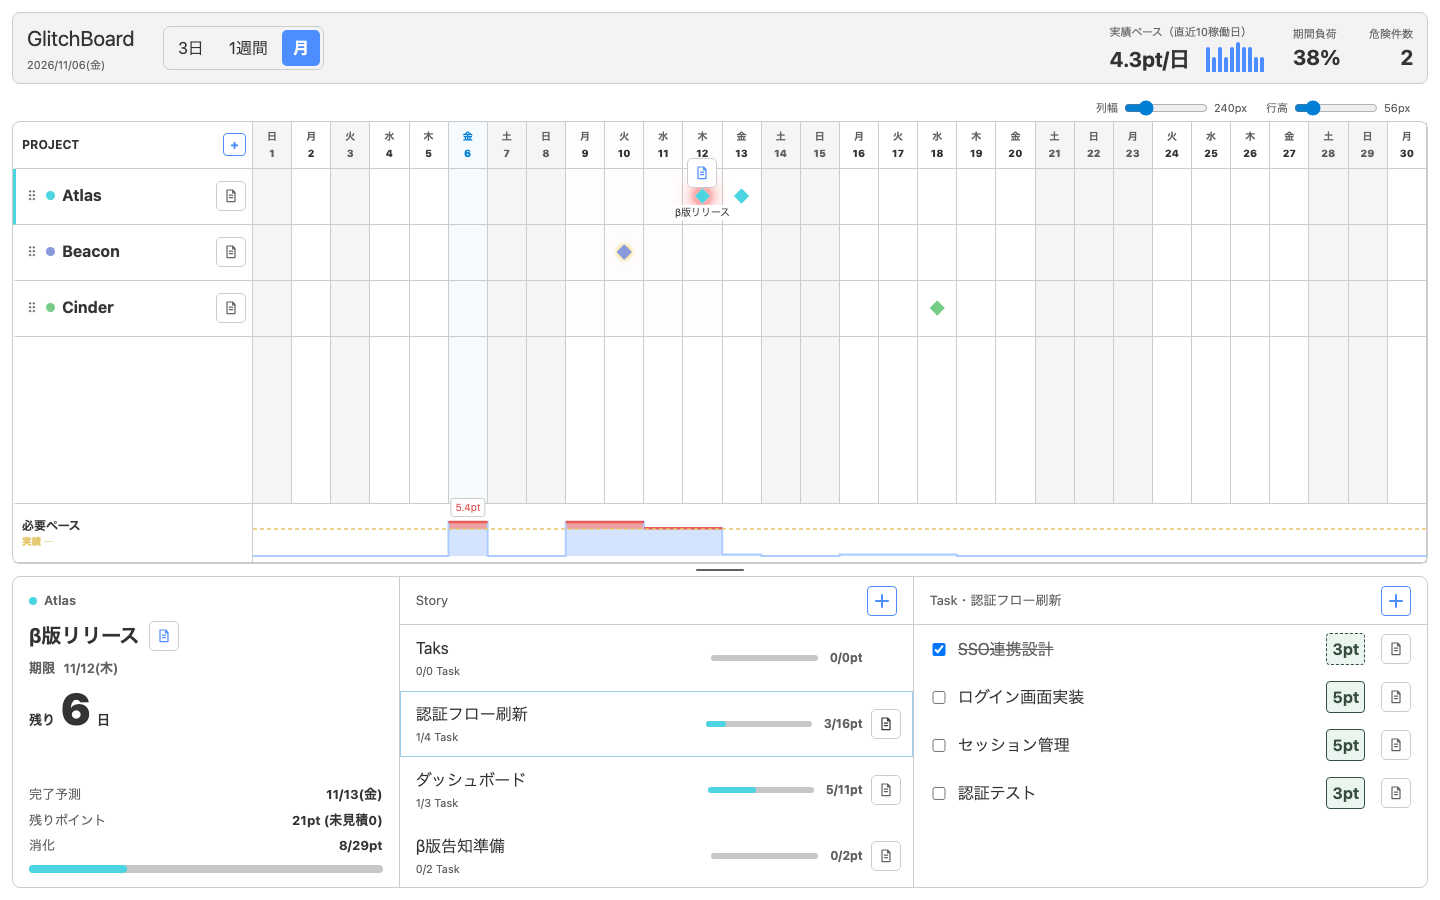 GlitchBoard
2026/11/06(金)
3日 1週間 月
実績ペース（直近10稼働日）
4.3pt/日
期間負荷
38%
危険件数
2
列幅 240px 行高 56px
PROJECT +
日 月 火 水 木 金 土 日 月 火 水 木 金 土 日 月 火 水 木 金 土 日 月 火 水 木 金 土 日 月
1 2 3 4 5 6 7 8 9 10 11 12 13 14 15 16 17 18 19 20 21 22 23 24 25 26 27 28 29 30
Atlas
β版リリース
Beacon
Cinder
5.4pt
必要ペース
実績
Atlas
β版リリース
期限 11/12(木)
残り 6 日
完了予測 11/13(金)
残りポイント 21pt (未見積0)
消化 8/29pt
Story +
Taks
0/0 Task
0/0pt
認証フロー刷新
1/4 Task
3/16pt
ダッシュボード
1/3 Task
5/11pt
β版告知準備
0/2 Task
0/2pt
Task・認証フロー刷新 +
SSO連携設計 3pt
ログイン画面実装 5pt
セッション管理 5pt
認証テスト 3pt